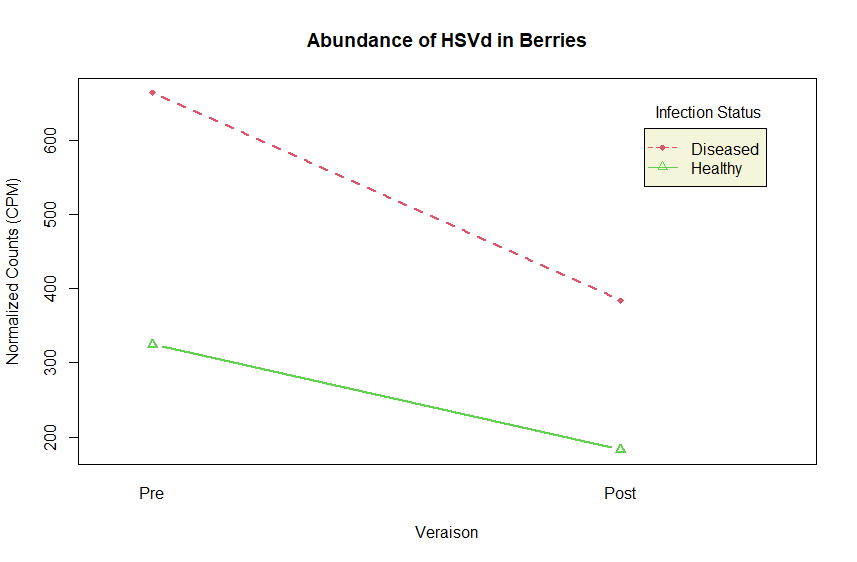 Abundance of HSVd in Berries
Infection Status
Diseased
Healthy
Normalized Counts (CPM)
600
500
400
300
200
Pre
Post
Veraison